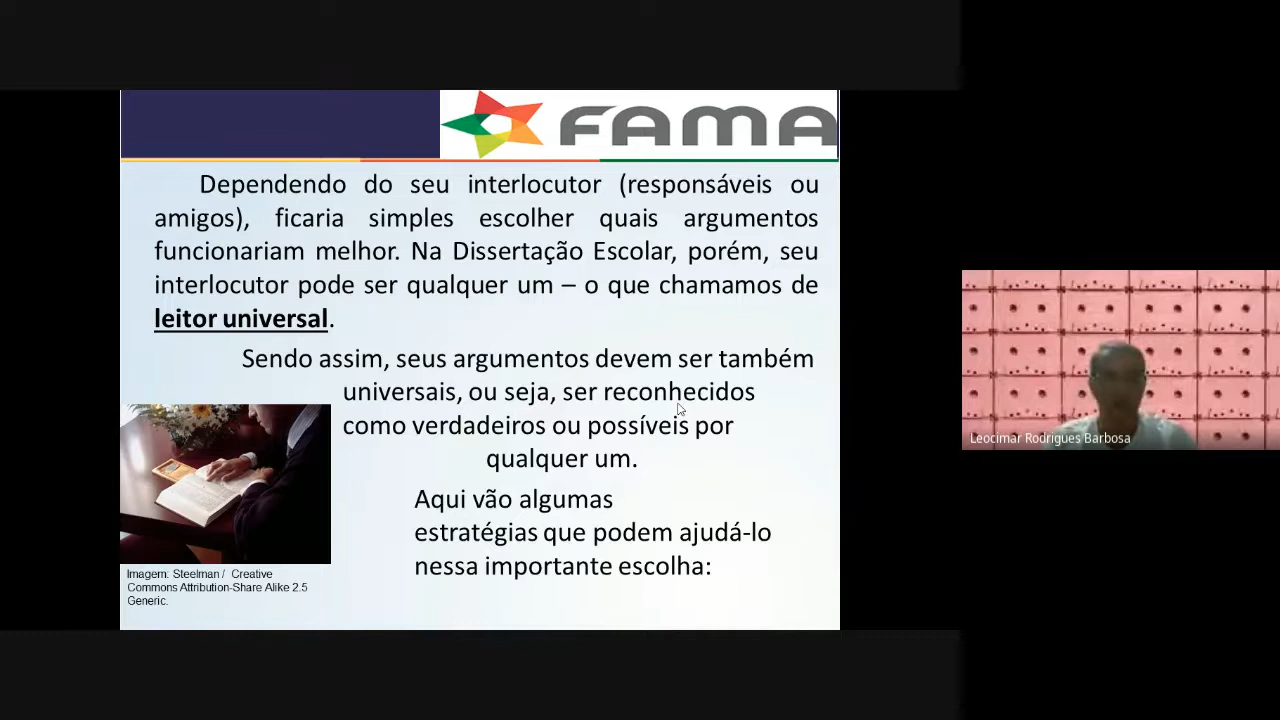 FAMA
Dependendo do seu interlocutor (responsáveis ou
amigos), ficaria simples escolher quais argumentos
funcionariam melhor. Na Dissertação Escolar, porém, seu
interlocutor pode ser qualquer um – o que chamamos de
leitor universal.
Sendo assim, seus argumentos devem ser também
universais, ou seja, ser reconhecidos
como verdadeiros ou possíveis por
qualquer um.
Aqui vão algumas
estratégias que podem ajudá-lo
nessa importante escolha:
Imagem: Steelman / Creative
Commons Attribution-Share Alike 2.5
Generic.
Leocimar Rodrigues Barbosa